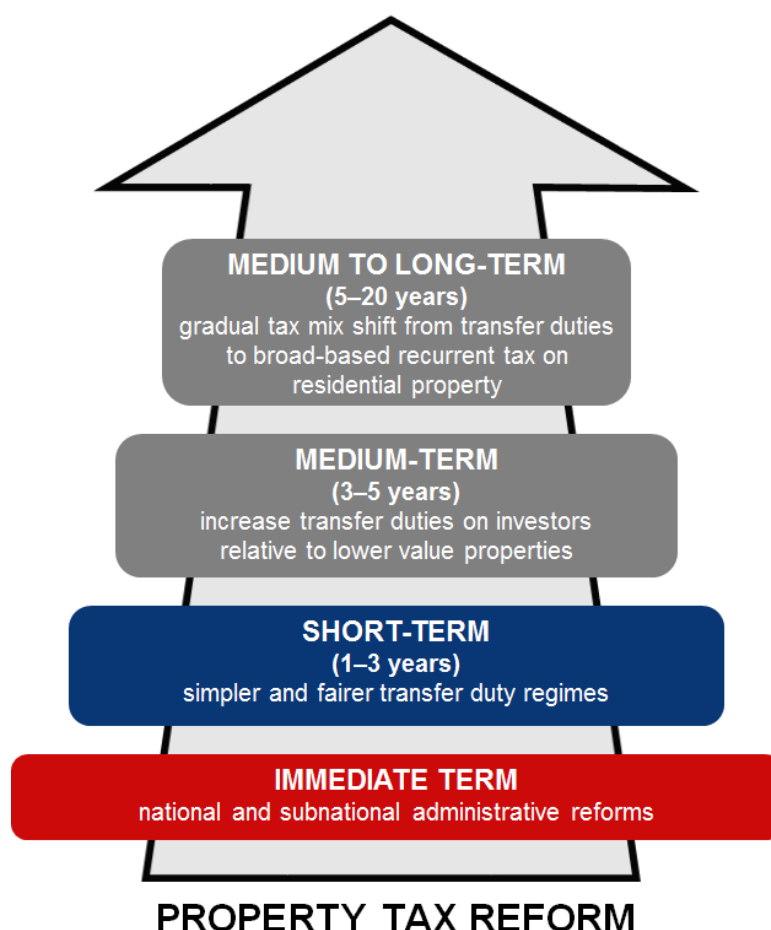 MEDIUM TO LONG-TERM
(5–20 years)
gradual tax mix shift from transfer duties
to broad-based recurrent tax on
residential property
MEDIUM-TERM
(3–5 years)
increase transfer duties on investors
relative to lower value properties
SHORT-TERM
(1–3 years)
simpler and fairer transfer duty regimes
IMMEDIATE TERM
national and subnational administrative reforms
PROPERTY TAX REFORM